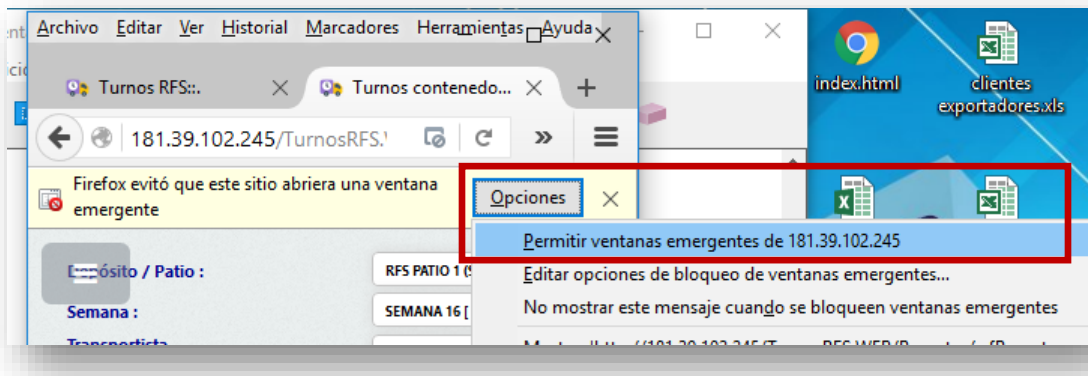 Archivo Editar Ver Historial Marcadores Herramientas Ayuda
Turnos RFS::. Turnos contenedo...
181.39.102.245/TurnosRFS.
index.html
clientes
exportadores.xls
Firefox evitó que este sitio abriera una ventana
emergente
Opciones
Permitir ventanas emergentes de 181.39.102.245
Editar opciones de bloqueo de ventanas emergentes...
No mostrar este mensaje cuando se bloqueen ventanas emergentes
Depósito / Patio :
RFS PATIO 1
Semana :
SEMANA 16 [
Transportista